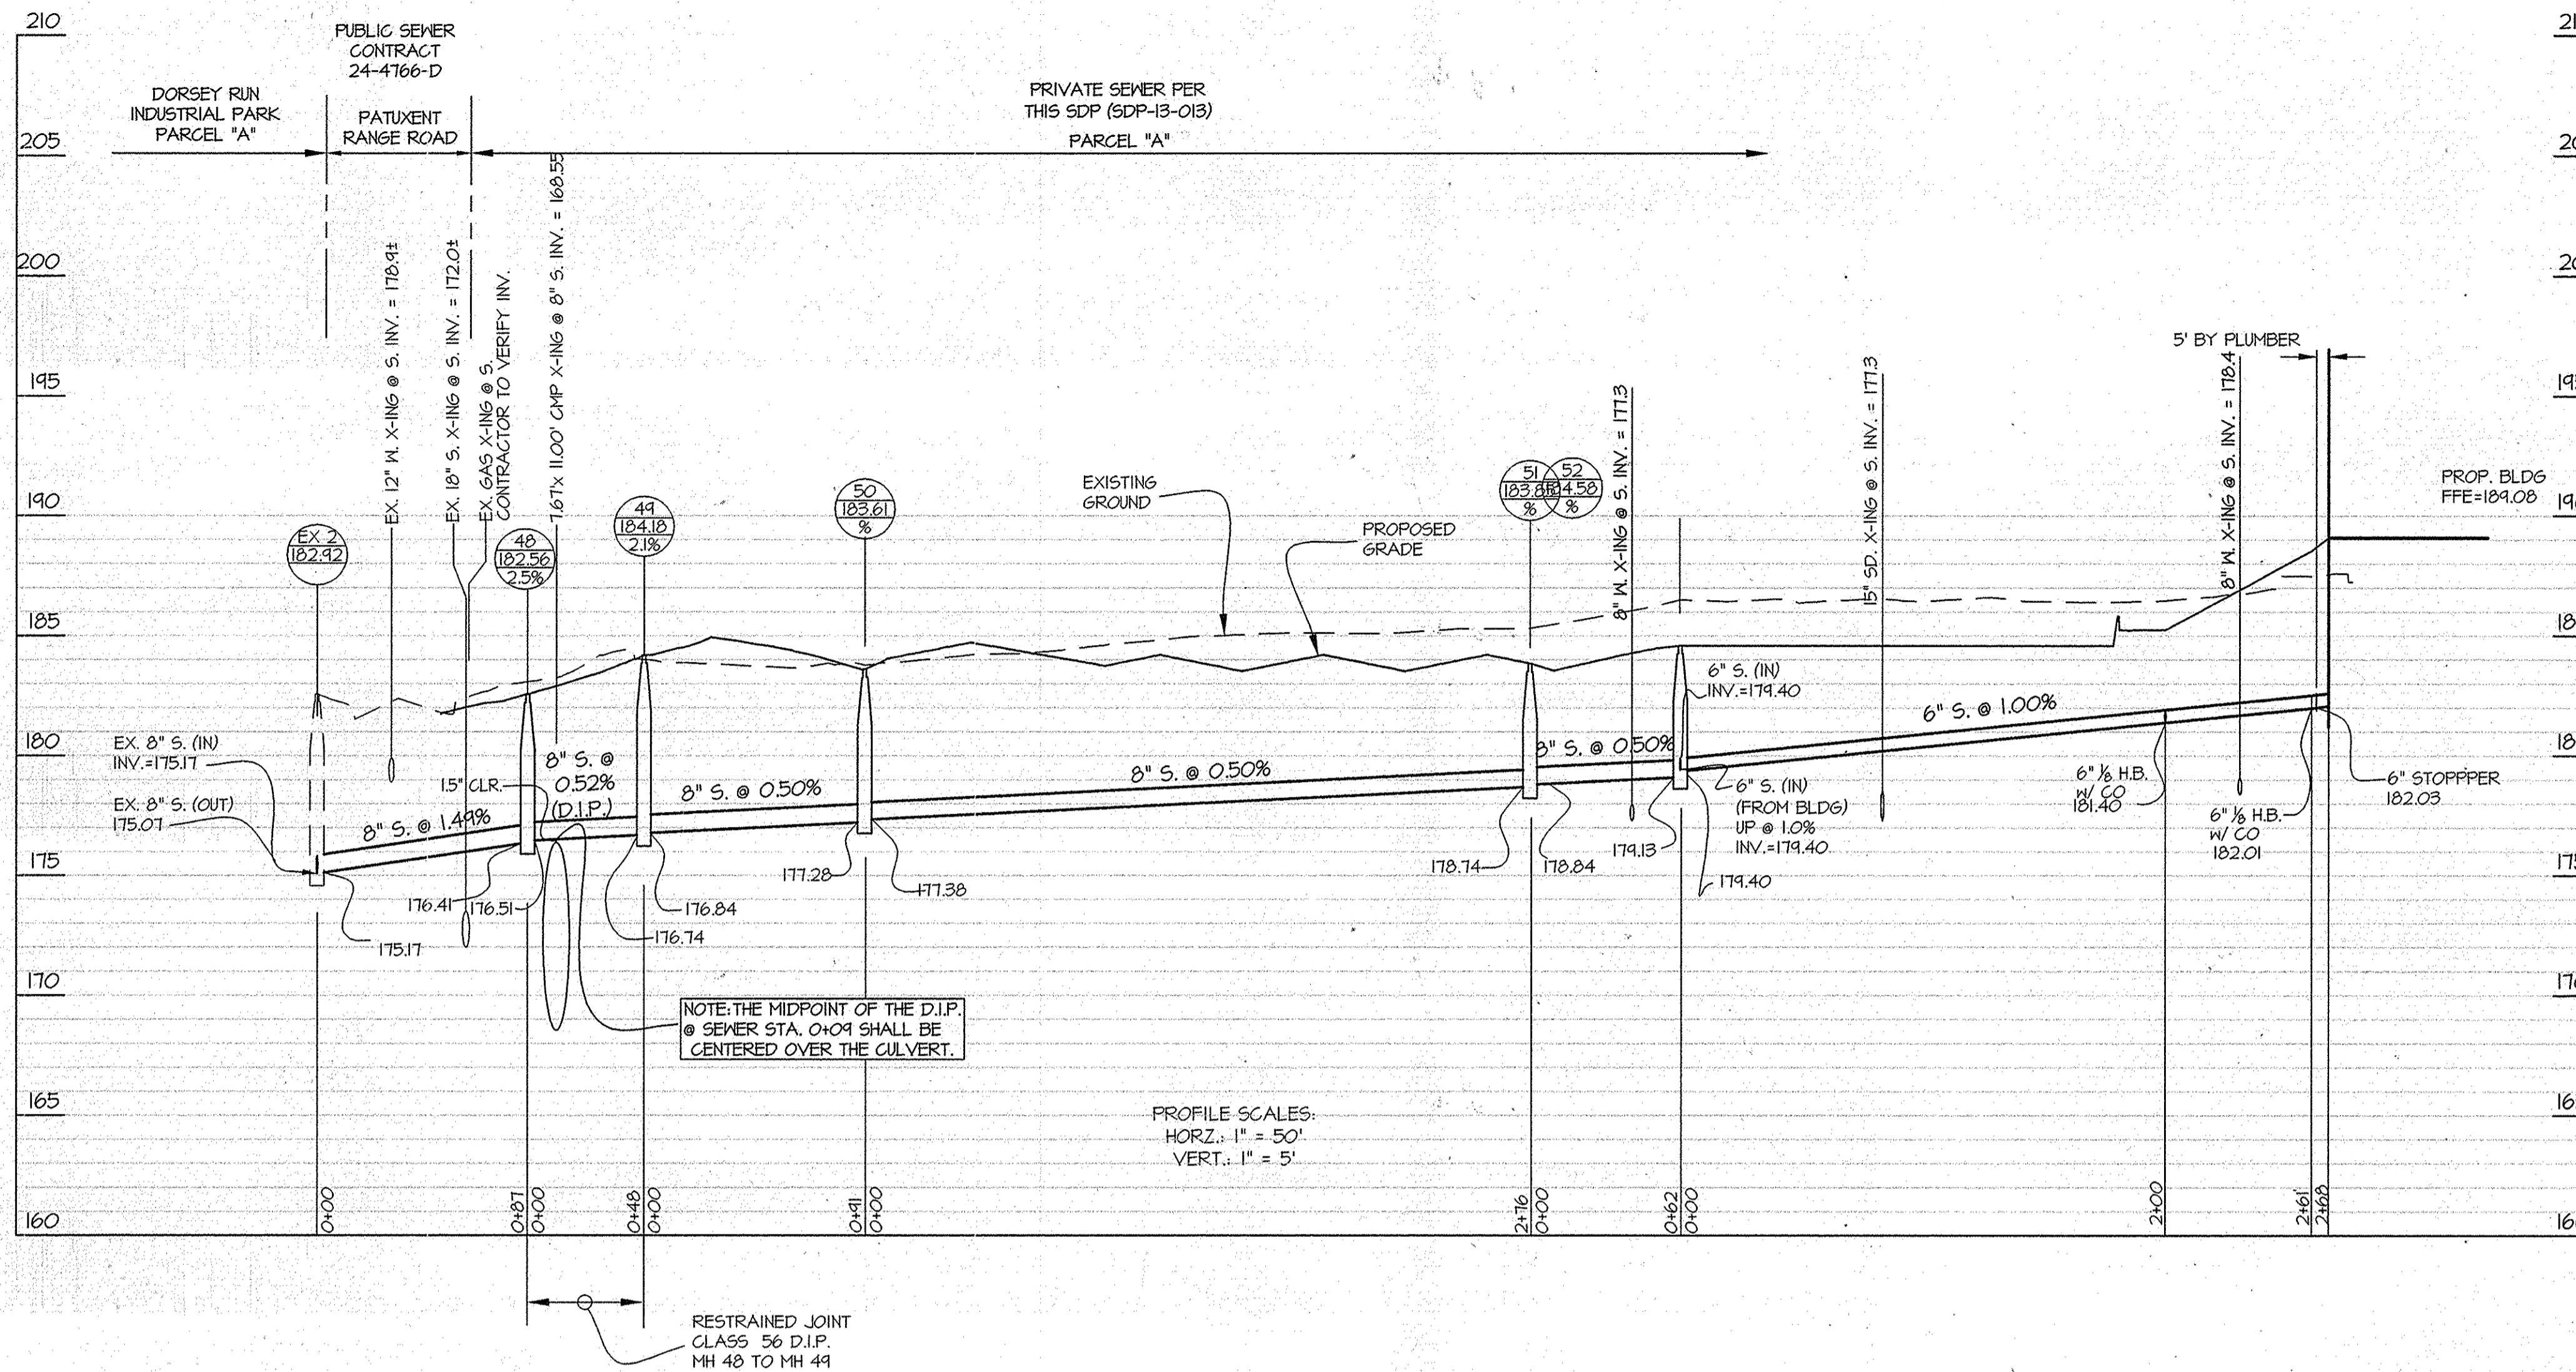 210
205
200
195
190
185
180
175
170
165
160
PUBLIC SEWER
CONTRACT
24-4766-D
DORSEY RUN
INDUSTRIAL PARK
PARCEL "A"
PATUXENT
RANGE ROAD
PRIVATE SEWER PER
THIS SDP (SDP-13-013)
PARCEL "A"
EX. 12" W. X-ING @ S. INV. = 178.9±
EX. 18" S. X-ING @ S. INV. = 172.0±
EX. GAS X-ING @ S.
CONTRACTOR TO VERIFY INV.
7.67'x 11.00' CMP X-ING @ 8" S. INV. = 168.55
EX 2
182.92
48
182.56
2.5%
49
184.18
2.1%
50
183.61
%
51
%
52
%
EXISTING
GROUND
PROPOSED
GRADE
8" W. X-ING @ S. INV. = 177.3
15" SD. X-ING @ S. INV. = 177.3
8" W. X-ING @ S. INV. = 178.4
5' BY PLUMBER
PROP. BLDG
FFE=189.08
EX. 8" S. (IN)
INV.=175.17
EX. 8" S. (OUT)
175.07
8" S. @ 1.49%
1.5" CLR.
8" S. @
0.52%
(D.I.P.)
8" S. @ 0.50%
8" S. @ 0.50%
8" S. @ 0.50%
6" S. (IN)
INV.=179.40
6" S. @ 1.00%
6" S. (IN)
(FROM BLDG)
UP @ 1.0%
INV.=179.40
6" ⅛ H.B.
W/ CO
181.40
6" ⅛ H.B.
W/ CO
182.01
6" STOPPPER
182.03
175.17
176.41
176.51
176.74
176.84
177.28
177.38
178.74
178.84
179.13
179.40
NOTE: THE MIDPOINT OF THE D.I.P.
@ SEWER STA. 0+09 SHALL BE
CENTERED OVER THE CULVERT.
PROFILE SCALES:
HORZ.: 1" = 50'
VERT.: 1" = 5'
0+00
0+87
0+00
0+48
0+00
0+91
0+00
2+76
0+00
0+62
0+00
2+00
2+61
2+68
RESTRAINED JOINT
CLASS 56 D.I.P.
MH 48 TO MH 49